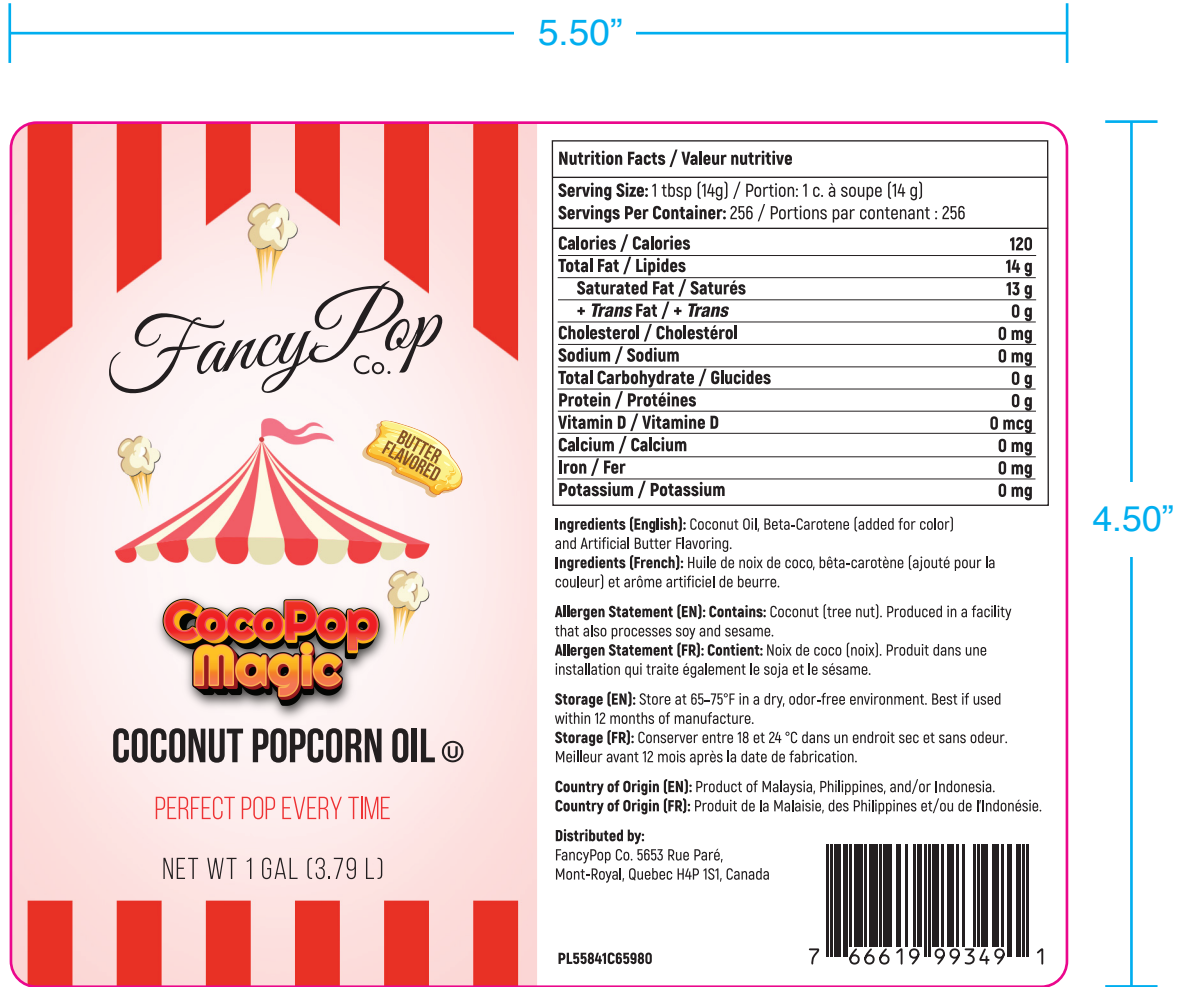 5.50”
4.50”
FancyPop
Co.
BUTTER
FLAVORED
CocoPop
Magic
COCONUT POPCORN OIL Ⓤ
PERFECT POP EVERY TIME
NET WT 1 GAL (3.79 L)
Nutrition Facts / Valeur nutritive
Serving Size: 1 tbsp (14g) / Portion: 1 c. à soupe (14 g)
Servings Per Container: 256 / Portions par contenant : 256
Calories / Calories 120
Total Fat / Lipides 14 g
Saturated Fat / Saturés 13 g
+ Trans Fat / + Trans 0 g
Cholesterol / Cholestérol 0 mg
Sodium / Sodium 0 mg
Total Carbohydrate / Glucides 0 g
Protein / Protéines 0 g
Vitamin D / Vitamine D 0 mcg
Calcium / Calcium 0 mg
Iron / Fer 0 mg
Potassium / Potassium 0 mg
Ingredients (English): Coconut Oil, Beta-Carotene (added for color)
and Artificial Butter Flavoring.
Ingredients (French): Huile de noix de coco, bêta-carotène (ajouté pour la
couleur) et arôme artificiel de beurre.
Allergen Statement (EN): Contains: Coconut (tree nut). Produced in a facility
that also processes soy and sesame.
Allergen Statement (FR): Contient: Noix de coco (noix). Produit dans une
installation qui traite également le soja et le sésame.
Storage (EN): Store at 65–75°F in a dry, odor-free environment. Best if used
within 12 months of manufacture.
Storage (FR): Conserver entre 18 et 24 °C dans un endroit sec et sans odeur.
Meilleur avant 12 mois après la date de fabrication.
Country of Origin (EN): Product of Malaysia, Philippines, and/or Indonesia.
Country of Origin (FR): Produit de la Malaisie, des Philippines et/ou de l'Indonésie.
Distributed by:
FancyPop Co. 5653 Rue Paré,
Mont-Royal, Quebec H4P 1S1, Canada
PL55841C65980
7 66619 99349 1